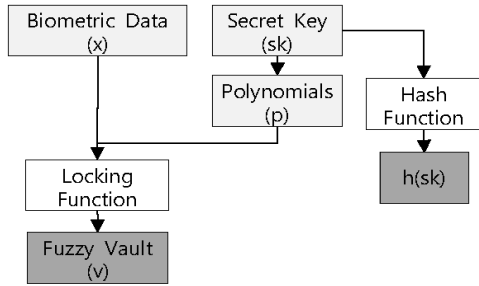 Biometric Data
(x)
Secret Key
(sk)
Polynomials
(p)
Hash
Function
Locking
Function
h(sk)
Fuzzy Vault
(v)